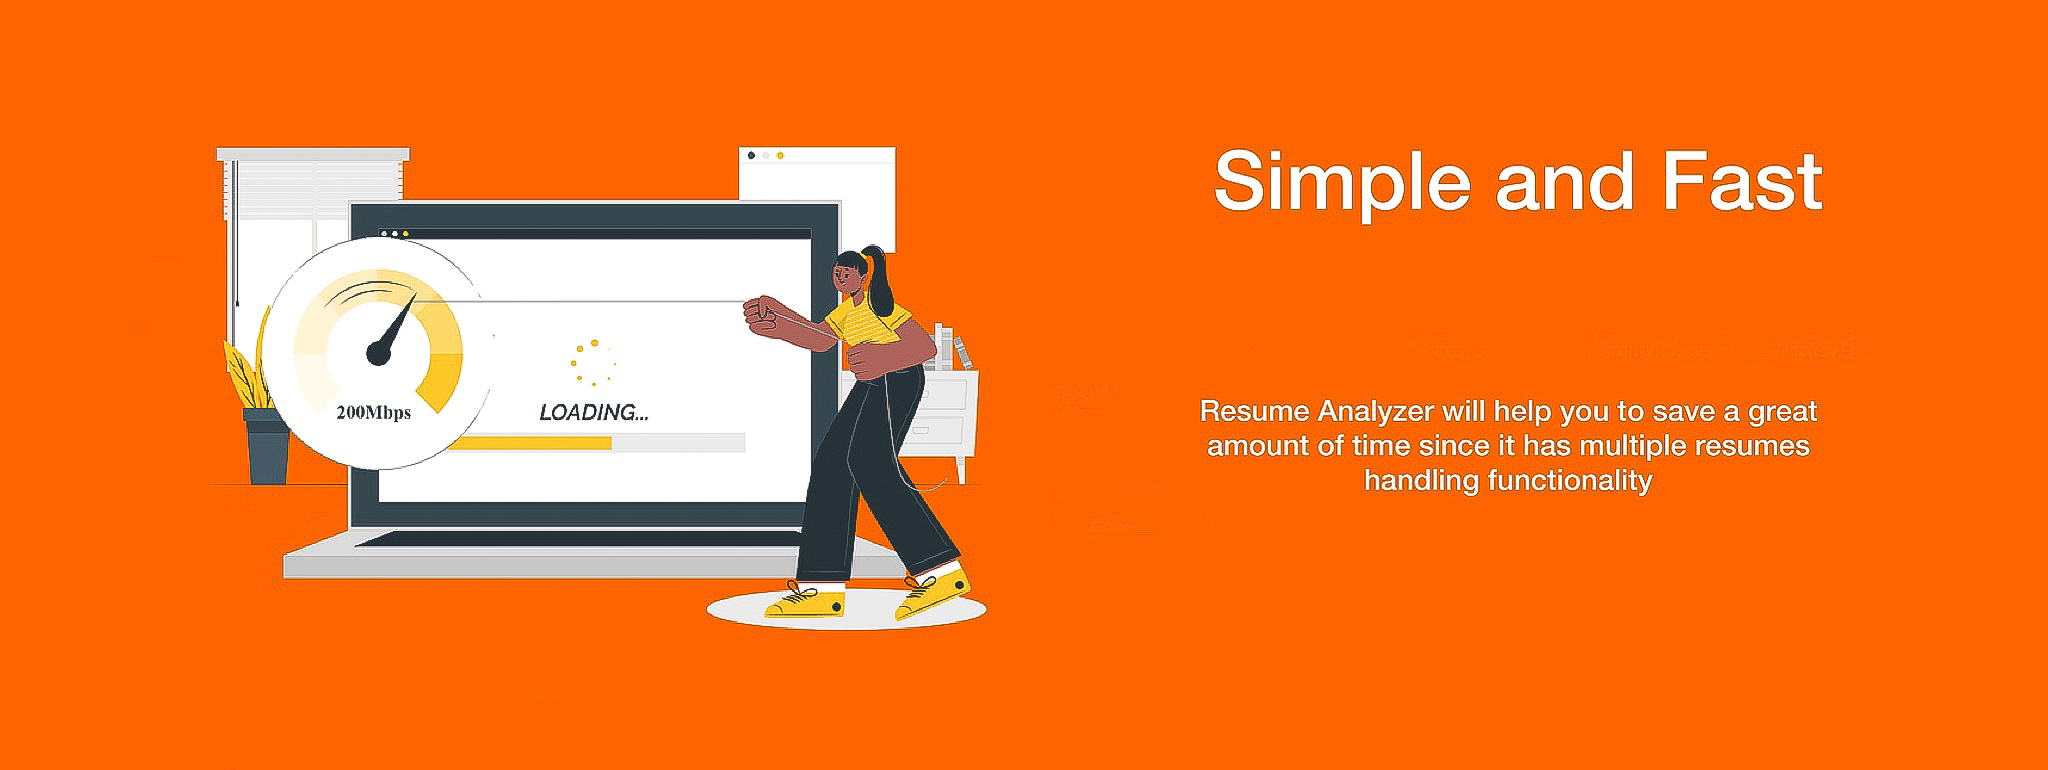 Simple and Fast
200Mbps
LOADING...
Resume Analyzer will help you to save a great
amount of time since it has multiple resumes
handling functionality